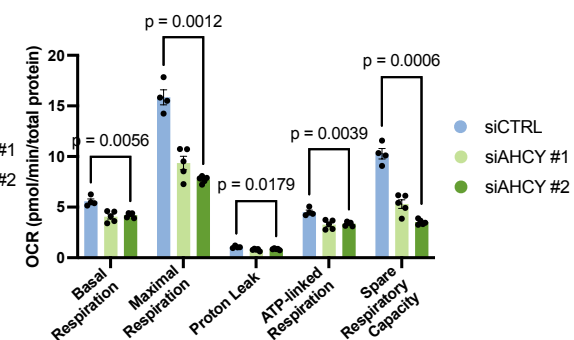 p = 0.0012
p = 0.0006
20
15
10
5
0
OCR (pmol/min/total protein)
#1
#2
p = 0.0056
p = 0.0179
p = 0.0039
siCTRL
siAHCY #1
siAHCY #2
Basal
Respiration
Maximal
Respiration
Proton Leak
ATP-linked
Respiration
Spare
Respiratory
Capacity